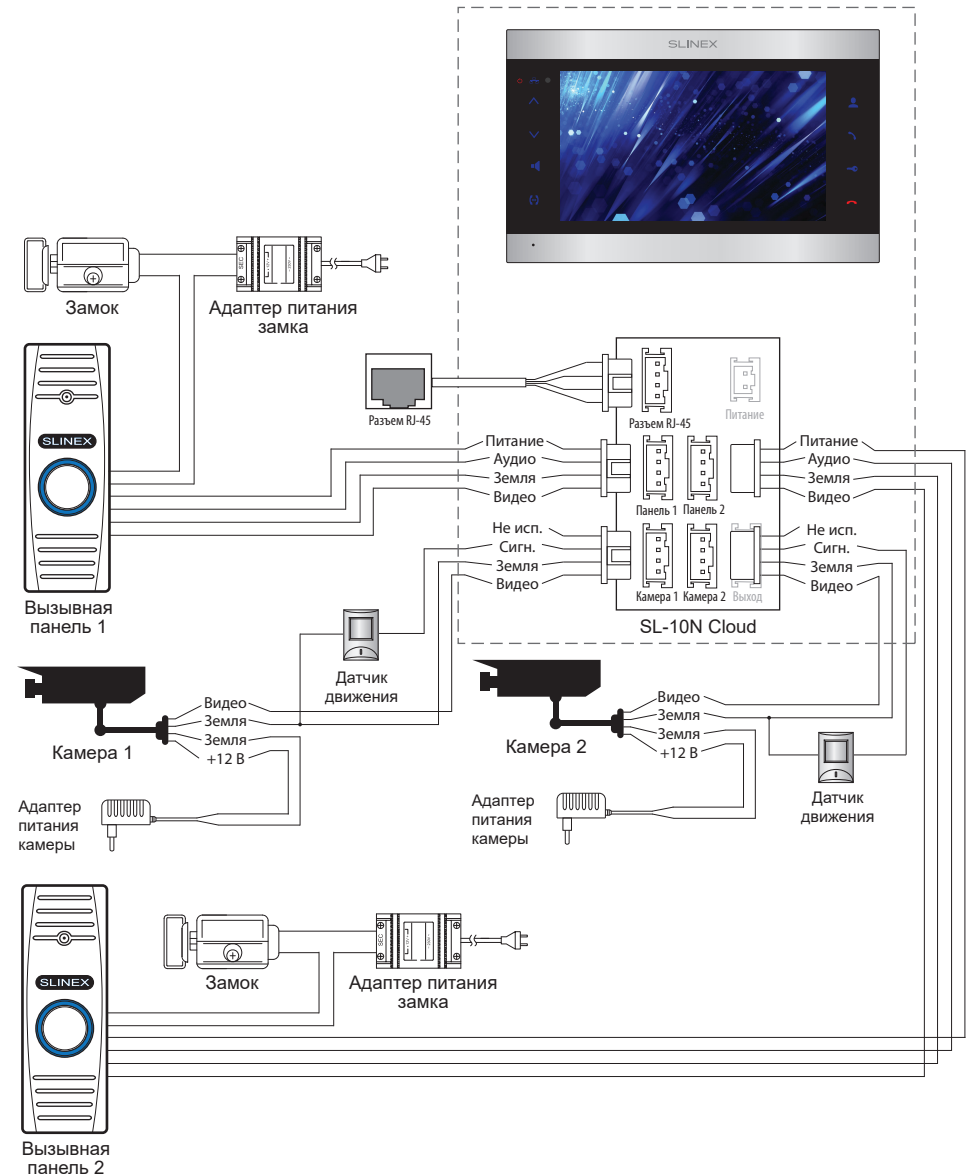 SLINEX
Замок
Адаптер питания
замка
SEC
SLINEX
Вызывная
панель 1
Разъем RJ-45
Разъем RJ-45
Питание
Питание
Аудио
Земля
Видео
Панель 1
Панель 2
Питание
Аудио
Земля
Видео
Не исп.
Сигн.
Земля
Видео
Камера 1
Камера 2
Выход
Не исп.
Сигн.
Земля
Видео
SL-10N Cloud
Датчик
движения
Камера 1
Видео
Земля
Земля
+12 В
Адаптер
питания
камеры
Камера 2
Видео
Земля
Земля
+12 В
Датчик
движения
Адаптер
питания
камеры
SLINEX
Вызывная
панель 2
Замок
SEC
Адаптер питания
замка